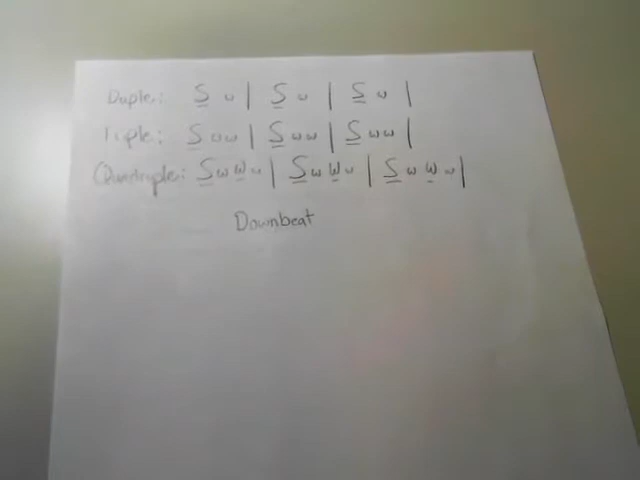 Duple: S w | S w | S w |
Triple: S w w | S w w | S w w |
Quadruple: S w W w | S w W w | S w W w |
Downbeat